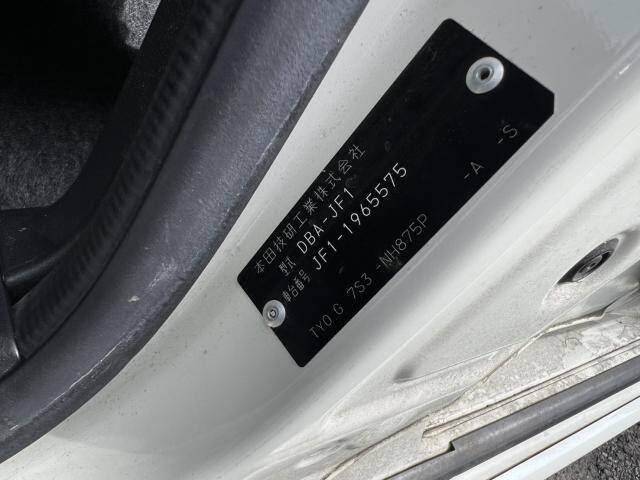 本田技研工業株式会社
型式 DBA-JF1
車台番号 JF1-1965575
TY0 G 7S3 NH875P -A -S